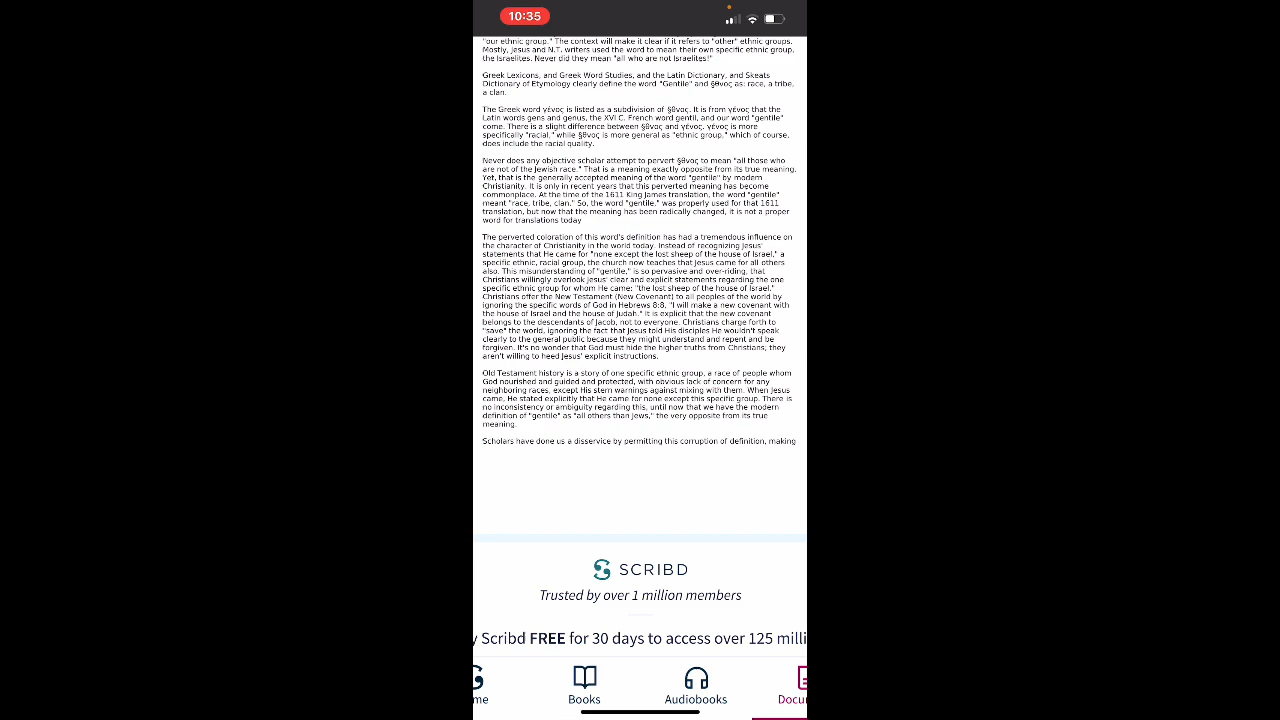 10:35
"our ethnic group." The context will make it clear if it refers to "other" ethnic groups.
Mostly, Jesus and N.T. writers used the word to mean their own specific ethnic group,
the Israelites. Never did they mean "all who are not Israelites!"
Greek Lexicons, and Greek Word Studies, and the Latin Dictionary, and Skeats
Dictionary of Etymology clearly define the word "Gentile" and §θνος as: race, a tribe,
a clan.
The Greek word γένος is listed as a subdivision of §θνος. It is from γένος that the
Latin words gens and genus, the XVI C. French word gentil, and our word "gentile"
come. There is a slight difference between §θνος and γένος. γένος is more
specifically "racial," while §θνος is more general as "ethnic group," which of course,
does include the racial quality.
Never does any objective scholar attempt to pervert §θνος to mean "all those who
are not of the Jewish race." That is a meaning exactly opposite from its true meaning.
Yet, that is the generally accepted meaning of the word "gentile" by modern
Christianity. It is only in recent years that this perverted meaning has become
commonplace. At the time of the 1611 King James translation, the word "gentile"
meant "race, tribe, clan." So, the word "gentile," was properly used for that 1611
translation, but now that the meaning has been radically changed, it is not a proper
word for translations today
The perverted coloration of this word's definition has had a tremendous influence on
the character of Christianity in the world today. Instead of recognizing Jesus'
statements that He came for "none except the lost sheep of the house of Israel," a
specific ethnic, racial group, the church now teaches that Jesus came for all others
also. This misunderstanding of "gentile," is so pervasive and over-riding, that
Christians willingly overlook Jesus' clear and explicit statements regarding the one
specific ethnic group for whom He came: "the lost sheep of the house of Israel."
Christians offer the New Testament (New Covenant) to all peoples of the world by
ignoring the specific words of God in Hebrews 8:8, "I will make a new covenant with
the house of Israel and the house of Judah." It is explicit that the new covenant
belongs to the descendants of Jacob, not to everyone. Christians charge forth to
"save" the world, ignoring the fact that Jesus told His disciples He wouldn't speak
clearly to the general public because they might understand and repent and be
forgiven. It's no wonder that God must hide the higher truths from Christians; they
aren't willing to heed Jesus' explicit instructions.
Old Testament history is a story of one specific ethnic group, a race of people whom
God nourished and guided and protected, with obvious lack of concern for any
neighboring races, except His stern warnings against mixing with them. When Jesus
came, He stated explicitly that He came for none except this specific group. There is
no inconsistency or ambiguity regarding this, until now that we have the modern
definition of "gentile" as "all others than Jews," the very opposite from its true
meaning.
Scholars have done us a disservice by permitting this corruption of definition, making
SCRIBD
Trusted by over 1 million members
y Scribd FREE for 30 days to access over 125 milli
me Books Audiobooks Docu